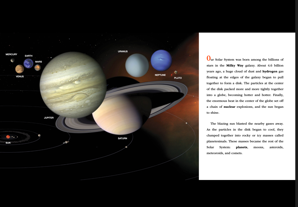 MERCURY
EARTH
MARS
VENUS
URANUS
NEPTUNE
PLUTO
JUPITER
SATURN
SUN
Our Solar System was born among the billions of
stars in the Milky Way galaxy. About 4.6 billion
years ago, a huge cloud of dust and hydrogen gas
floating at the edges of the galaxy began to pull
together to form a disk. The particles at the center
of the disk packed more and more tightly together
into a globe, becoming hotter and hotter. Finally,
the enormous heat in the center of the globe set off
a chain of nuclear explosions, and the sun began
to shine.
The blazing sun blasted the nearby gases away.
As the particles in the disk began to cool, they
clumped together into rocky or icy masses called
planetesimals. These masses became the rest of the
Solar System: planets, moons, asteroids,
meteoroids, and comets.